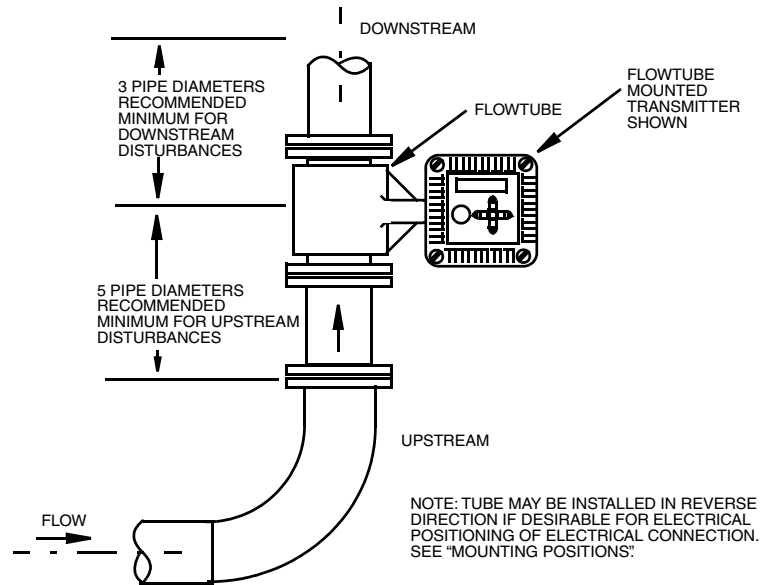 DOWNSTREAM
3 PIPE DIAMETERS
RECOMMENDED
MINIMUM FOR
DOWNSTREAM
DISTURBANCES
FLOWTUBE
FLOWTUBE
MOUNTED
TRANSMITTER
SHOWN
5 PIPE DIAMETERS
RECOMMENDED
MINIMUM FOR UPSTREAM
DISTURBANCES
UPSTREAM
FLOW
NOTE: TUBE MAY BE INSTALLED IN REVERSE
DIRECTION IF DESIRABLE FOR ELECTRICAL
POSITIONING OF ELECTRICAL CONNECTION.
SEE “MOUNTING POSITIONS”.